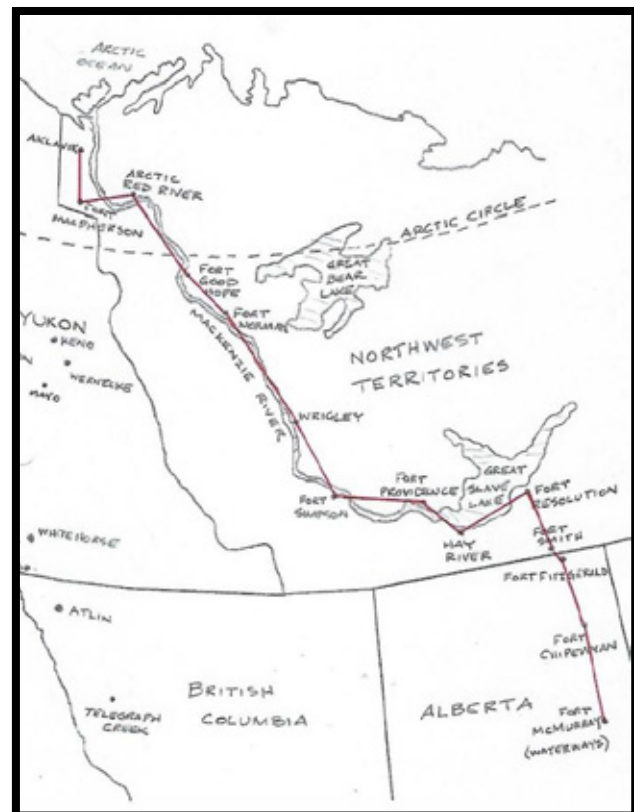 ARCTIC
OCEAN
AKLAVIK
ARCTIC
RED RIVER
FORT
MACPHERSON
ARCTIC CIRCLE
FORT
GOOD
HOPE
GREAT
BEAR
LAKE
FORT
NORMAN
MACKENZIE RIVER
YUKON
KENO
WERNECKE
MAYO
NORTHWEST
TERRITORIES
WRIGLEY
FORT
SIMPSON
FORT
PROVIDENCE
GREAT
SLAVE
LAKE
FORT
RESOLUTION
HAY
RIVER
FORT
SMITH
WHITEHORSE
FORT FITZGERALD
ATLIN
FORT
CHIPEWYAN
BRITISH
COLUMBIA
TELEGRAPH
CREEK
ALBERTA
FORT
MCMURRAY
(WATERWAYS)